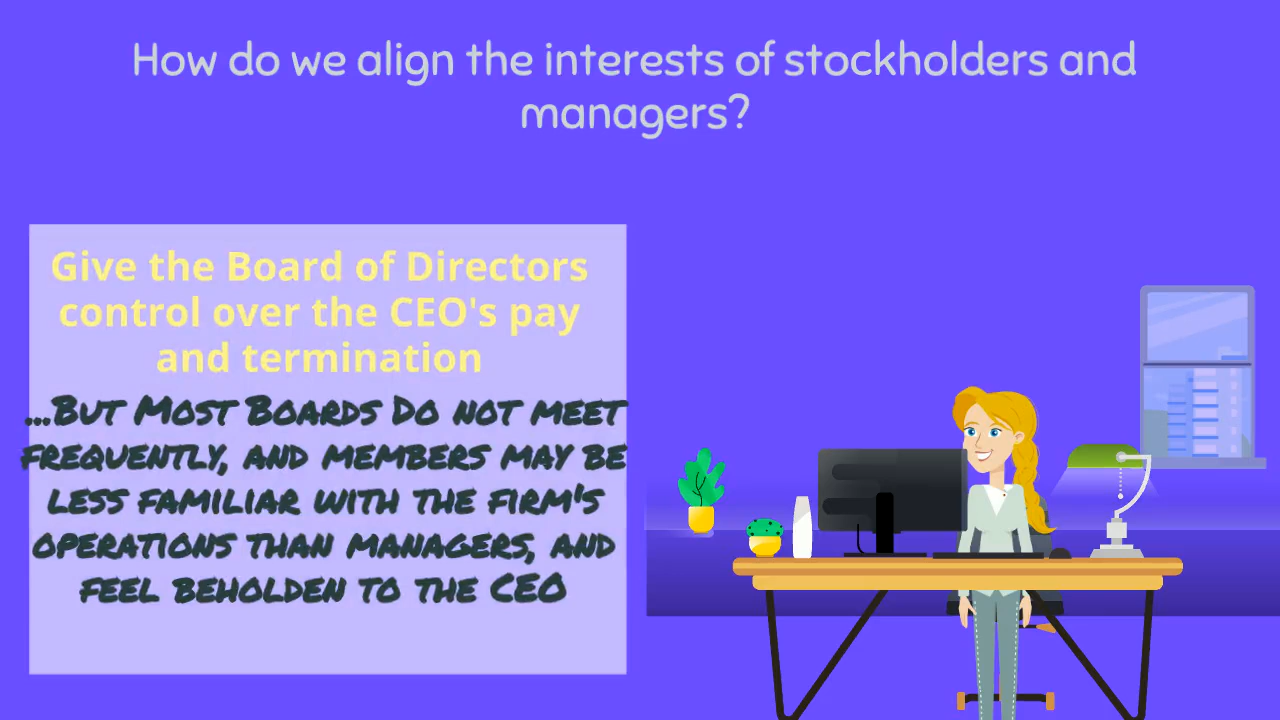 How do we align the interests of stockholders and
managers?
Give the Board of Directors
control over the CEO's pay
and termination
...But Most Boards Do not meet
frequently, and members may be
less familiar with the firm's
operations than managers, and
feel beholden to the CEO